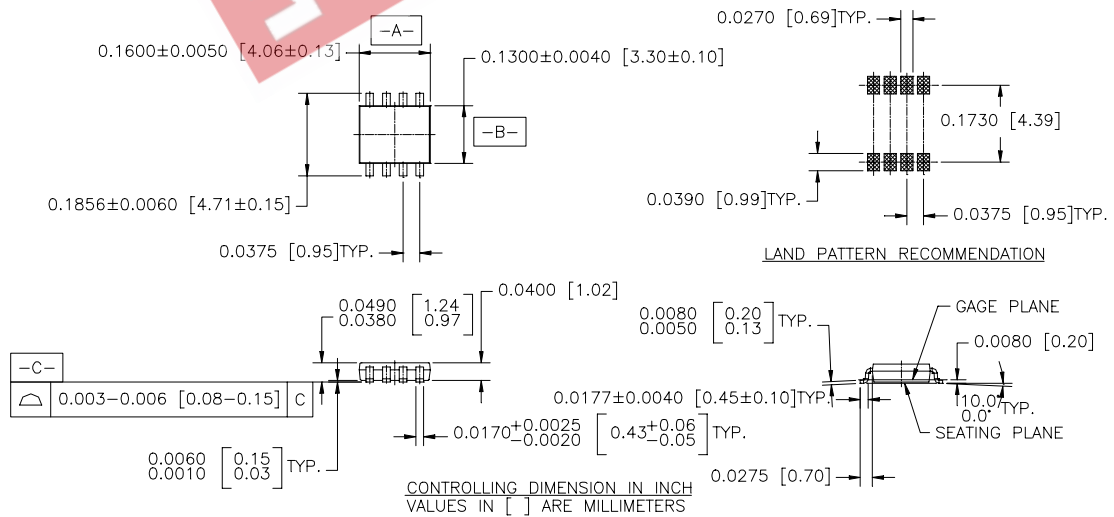 -A-
0.1600±0.0050 [4.06±0.13]
0.1300±0.0040 [3.30±0.10]
-B-
0.1856±0.0060 [4.71±0.15]
0.0375 [0.95]TYP.
0.0270 [0.69]TYP.
0.1730 [4.39]
0.0390 [0.99]TYP.
0.0375 [0.95]TYP.
LAND PATTERN RECOMMENDATION
0.0490 [1.24
0.0380 0.97]
0.0400 [1.02]
-C-
0.003-0.006 [0.08-0.15] C
0.0060 [0.15
0.0010 0.03] TYP.
0.0170 +0.0025 -0.0020 [0.43 +0.06 -0.05] TYP.
0.0080 [0.20
0.0050 0.13] TYP.
GAGE PLANE
0.0080 [0.20]
0.0177±0.0040 [0.45±0.10]TYP.
10.0°
0.0° TYP.
SEATING PLANE
0.0275 [0.70]
CONTROLLING DIMENSION IN INCH
VALUES IN [ ] ARE MILLIMETERS